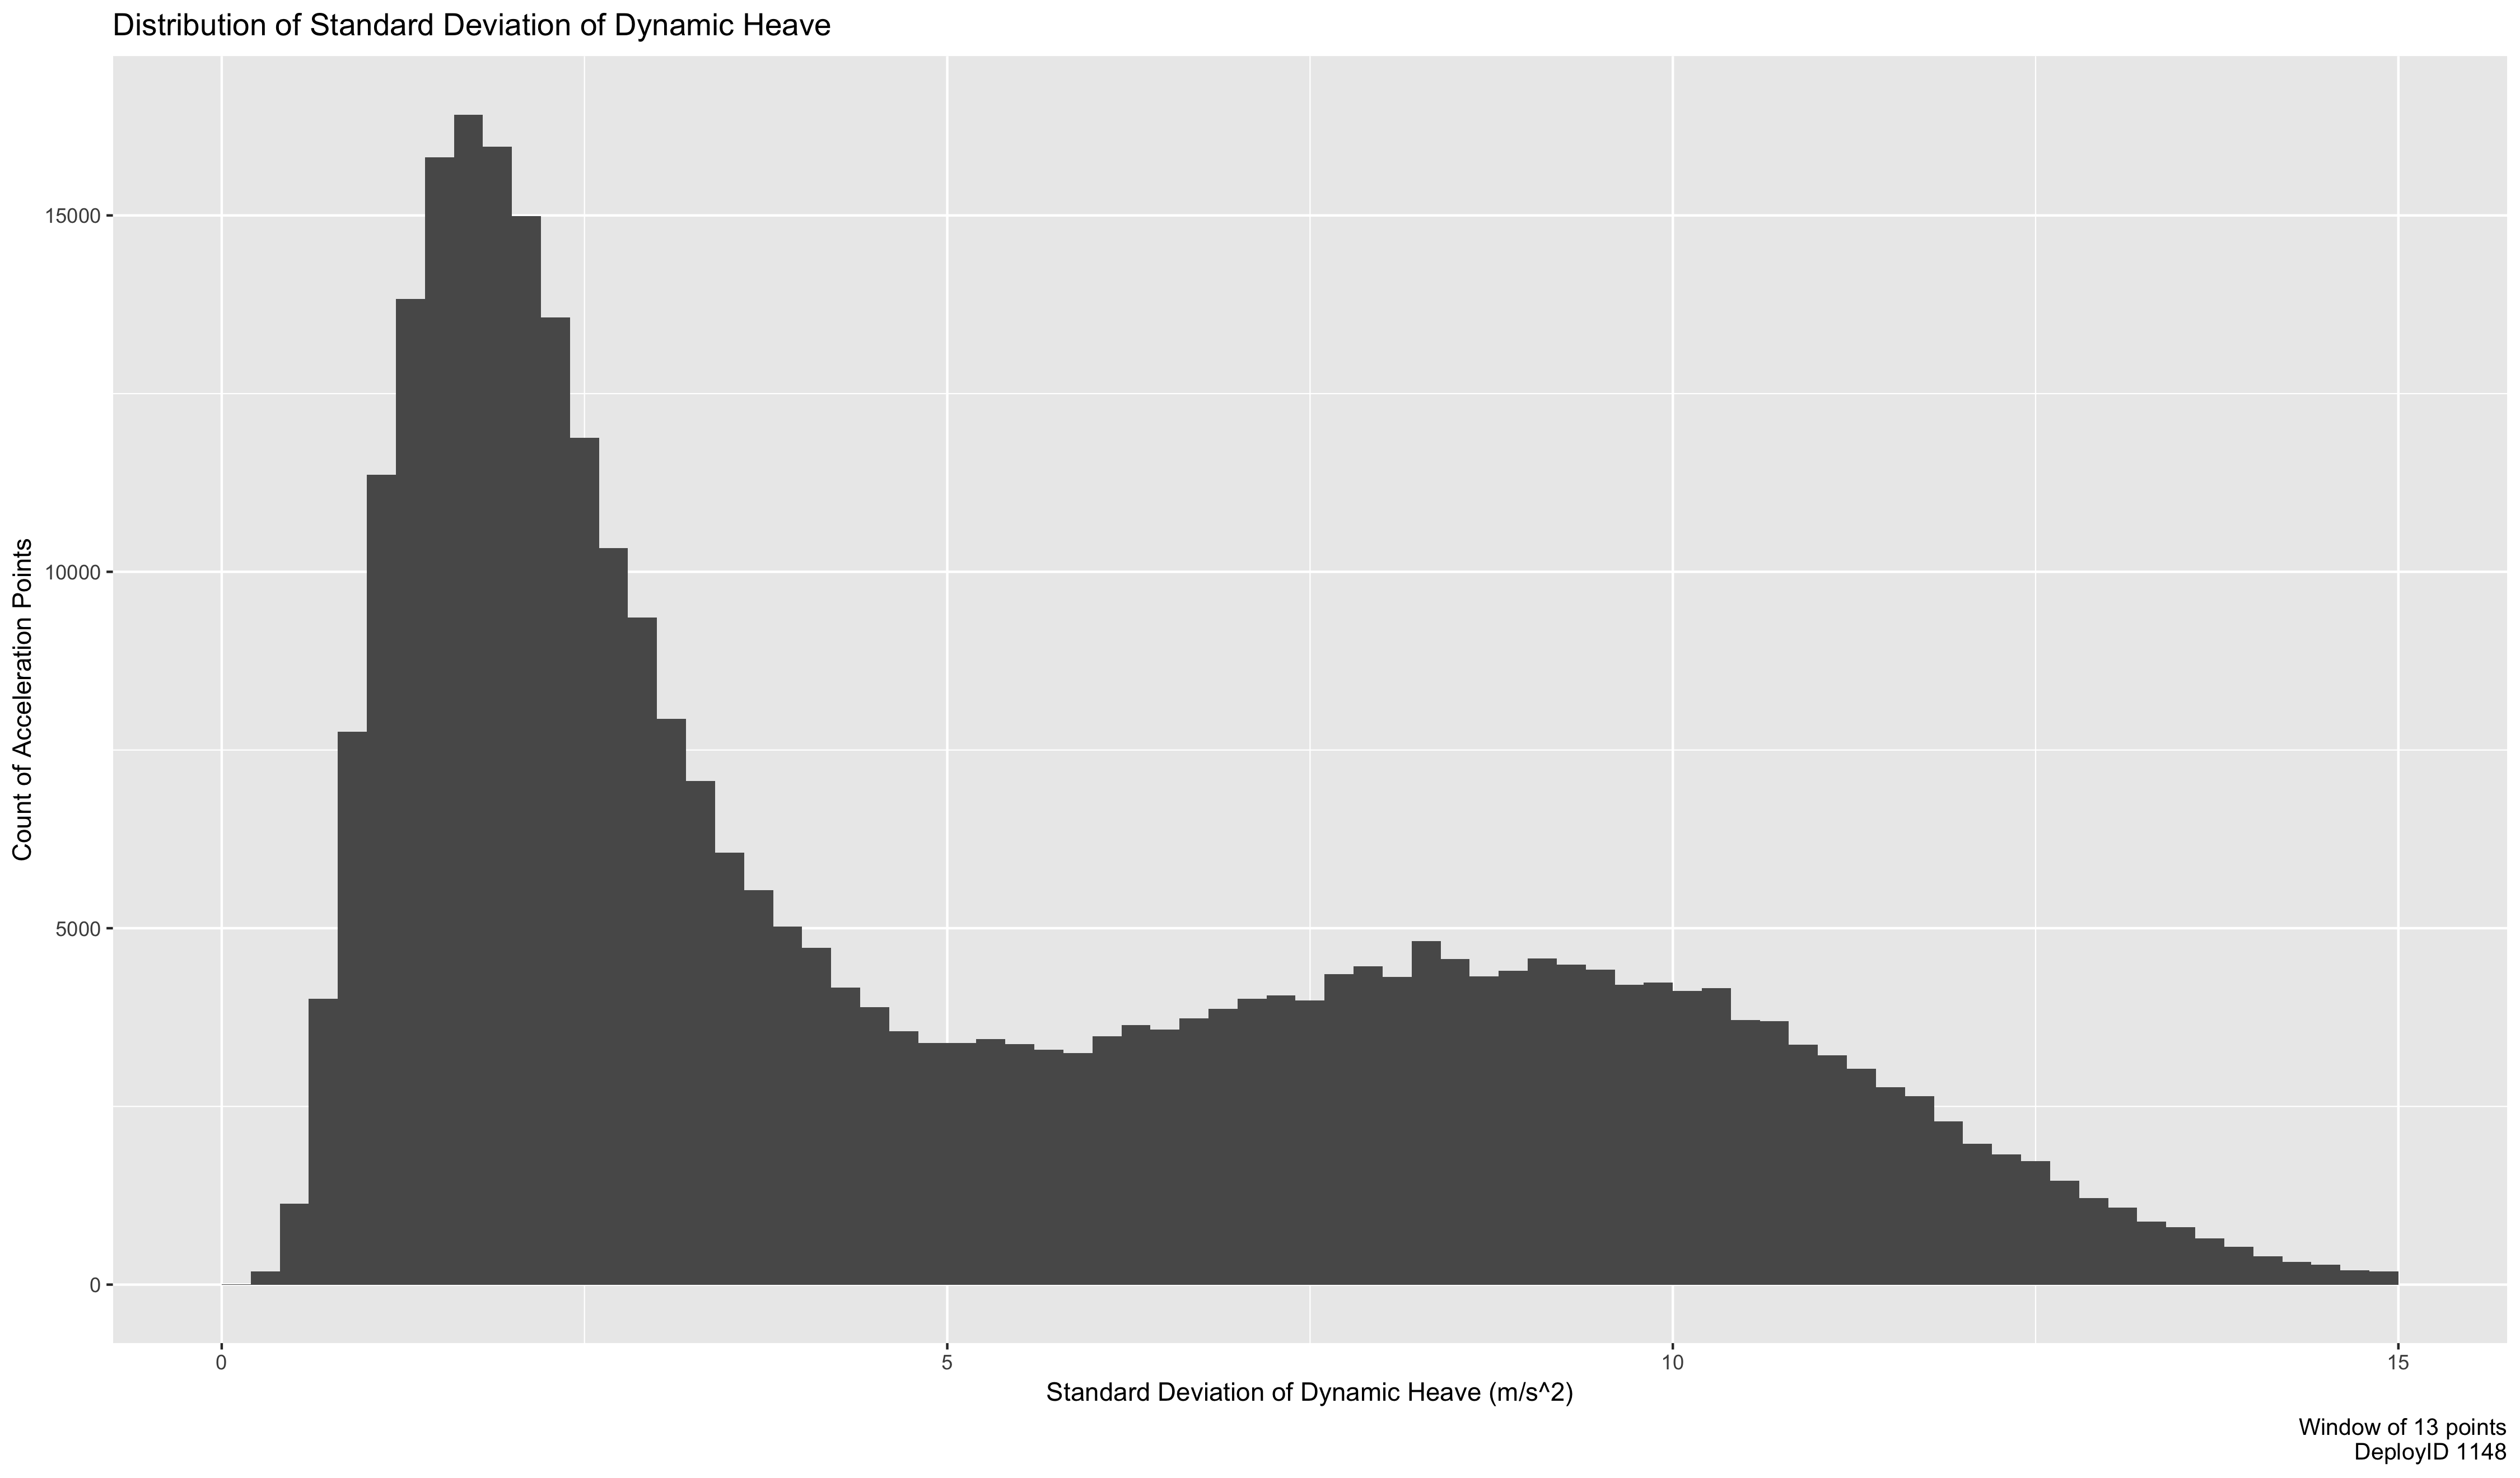 Distribution of Standard Deviation of Dynamic Heave
Count of Acceleration Points
15000
10000
5000
0
0
5
10
15
Standard Deviation of Dynamic Heave (m/s^2)
Window of 13 points
DeployID 1148